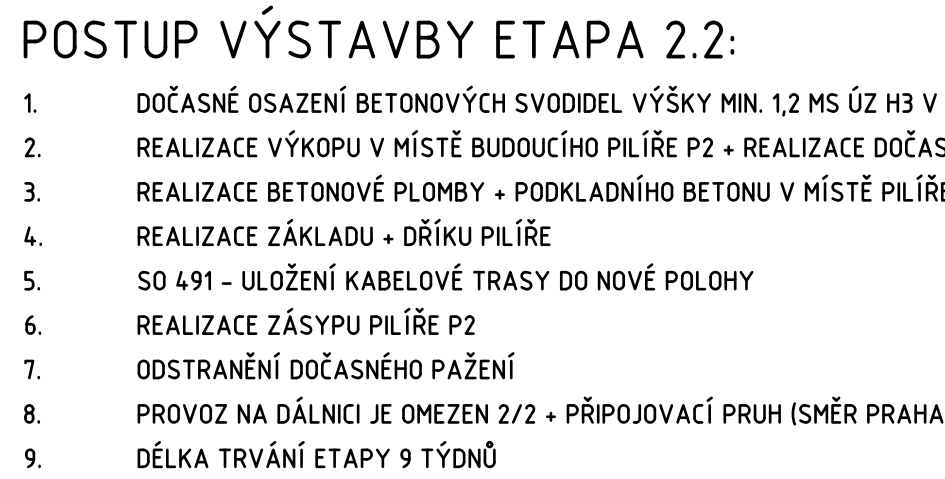 POSTUP VÝSTAVBY ETAPA 2.2:
1. DOČASNÉ OSAZENÍ BETONOVÝCH SVODIDEL VÝŠKY MIN. 1,2 MS ÚZ H3 V
2. REALIZACE VÝKOPU V MÍSTĚ BUDOUCÍHO PILÍŘE P2 + REALIZACE DOČAS
3. REALIZACE BETONOVÉ PLOMBY + PODKLADNÍHO BETONU V MÍSTĚ PILÍŘE
4. REALIZACE ZÁKLADU + DŘÍKU PILÍŘE
5. SO 491 - ULOŽENÍ KABELOVÉ TRASY DO NOVÉ POLOHY
6. REALIZACE ZÁSYPU PILÍŘE P2
7. ODSTRANĚNÍ DOČASNÉHO PAŽENÍ
8. PROVOZ NA DÁLNICI JE OMEZEN 2/2 + PŘIPOJOVACÍ PRUH (SMĚR PRAHA
9. DÉLKA TRVÁNÍ ETAPY 9 TÝDNŮ